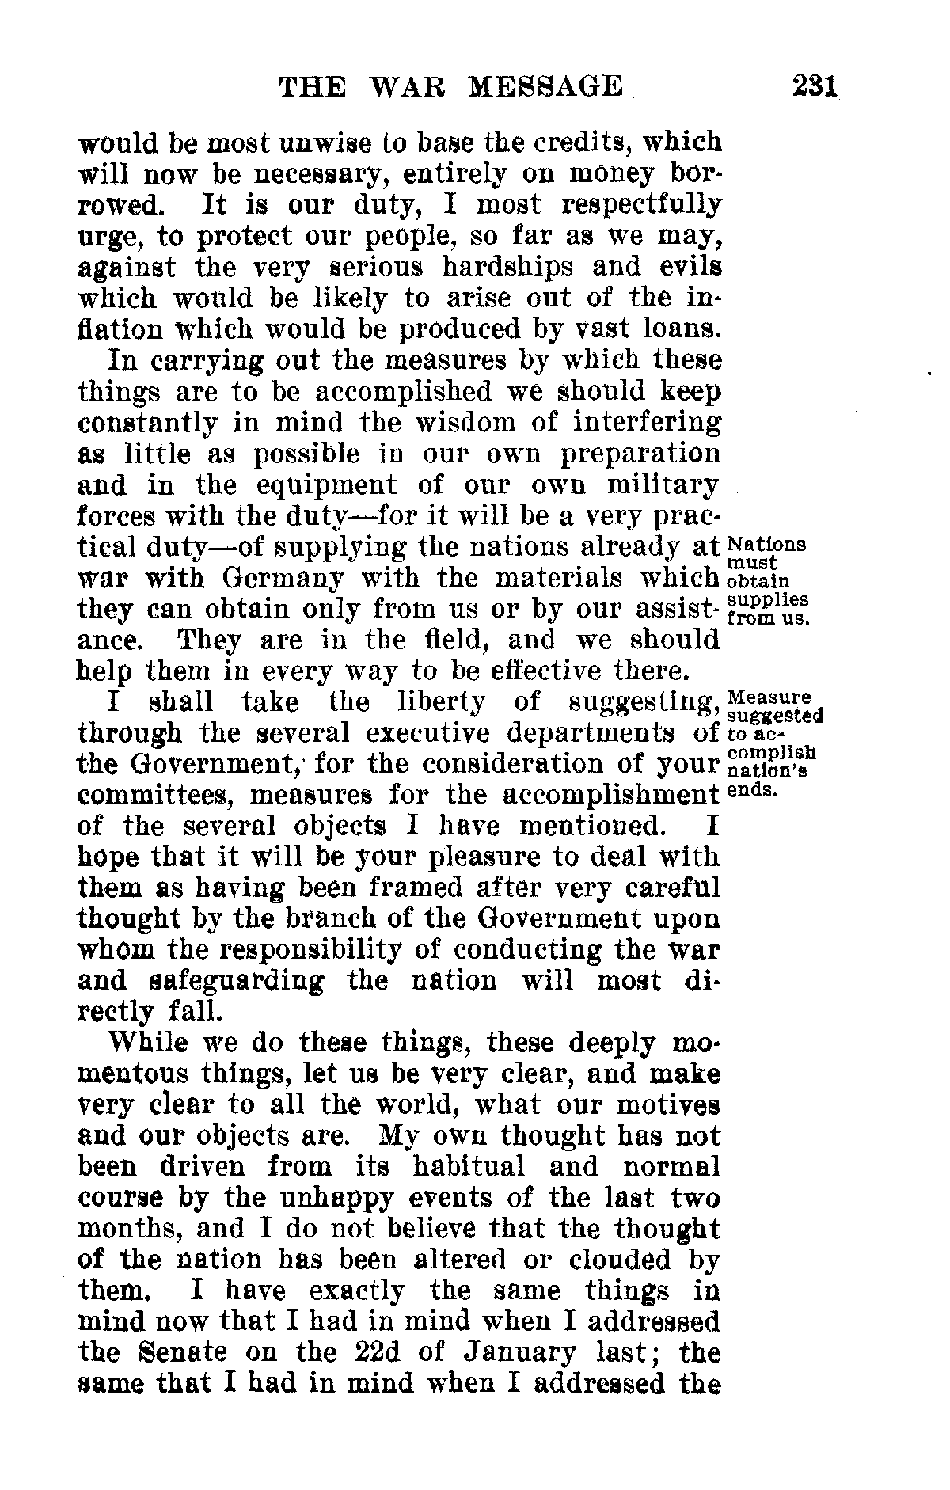 THE WAR MESSAGE 231
would be most unwise to base the credits, which
will now be necessary, entirely on money bor-
rowed. It is our duty, I most respectfully
urge, to protect our people, so far as we may,
against the very serious hardships and evils
which would be likely to arise out of the in-
flation which would be produced by vast loans.
In carrying out the measures by which these
things are to be accomplished we should keep
constantly in mind the wisdom of interfering
as little as possible in our own preparation
and in the equipment of our own military
forces with the duty—for it will be a very prac-
tical duty—of supplying the nations already at
war with Germany with the materials which
they can obtain only from us or by our assist-
ance. They are in the field, and we should
help them in every way to be effective there.
Nations
must
obtain
supplies
from us.
I shall take the liberty of suggesting,
through the several executive departments of
the Government, for the consideration of your
committees, measures for the accomplishment
of the several objects I have mentioned. I
hope that it will be your pleasure to deal with
them as having been framed after very careful
thought by the branch of the Government upon
whom the responsibility of conducting the war
and safeguarding the nation will most di-
rectly fall.
Measure
suggested
to ac-
complish
nation's
ends.
While we do these things, these deeply mo-
mentous things, let us be very clear, and make
very clear to all the world, what our motives
and our objects are. My own thought has not
been driven from its habitual and normal
course by the unhappy events of the last two
months, and I do not believe that the thought
of the nation has been altered or clouded by
them. I have exactly the same things in
mind now that I had in mind when I addressed
the Senate on the 22d of January last; the
same that I had in mind when I addressed the